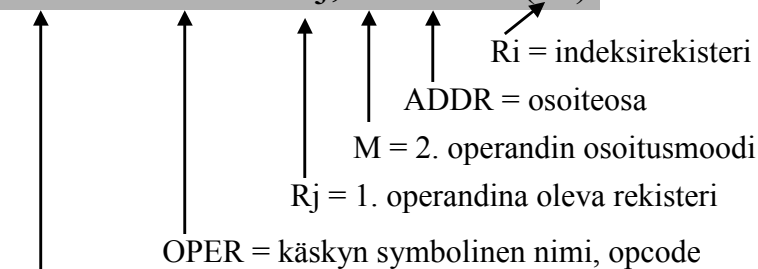 Ri = indeksirekisteri
ADDR = osoiteosa
M = 2. operandin osoitusmoodi
Rj = 1. operandina oleva rekisteri
OPER = käskyn symbolinen nimi, opcode